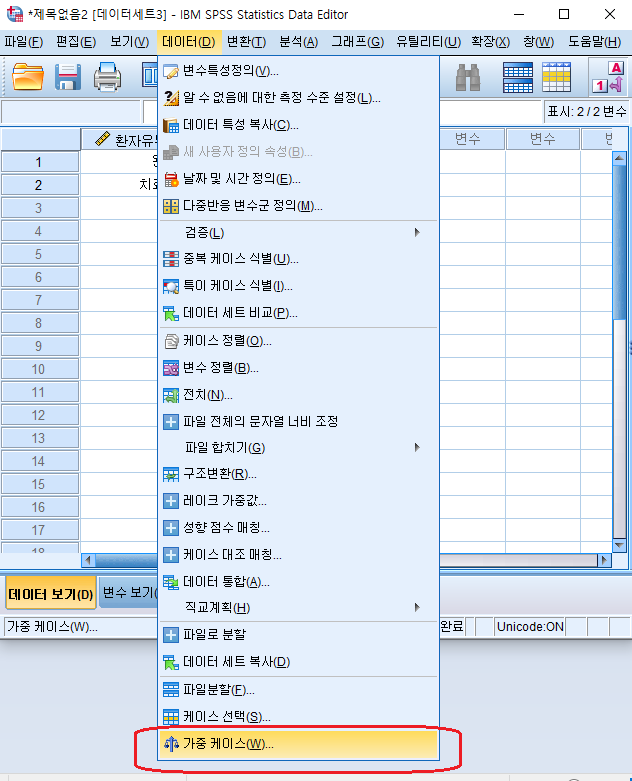 *제목없음2 [데이터세트3] - IBM SPSS Statistics Data Editor
파일(F) 편집(E) 보기(V) 데이터(D) 변환(T) 분석(A) 그래프(G) 유틸리티(U) 확장(X) 창(W) 도움말(H)
A
1
표시: 2 / 2 변수
변수 변수
변수특성정의(V)...
알 수 없음에 대한 측정 수준 설정(L)...
데이터 특성 복사(C)...
1
새 사용자 정의 속성(B)...
2 치료
날짜 및 시간 정의(E)...
3
다중반응 변수군 정의(M)...
4
검증(L)
5
중복 케이스 식별(U)...
6
특이 케이스 식별(I)...
7
데이터 세트 비교(P)...
8
케이스 정렬(O)...
9
변수 정렬(B)...
10
전치(N)...
11
파일 전체의 문자열 너비 조정
12
파일 합치기(G)
13
구조변환(R)...
14
레이크 가중값...
15
성향 점수 매칭...
16
케이스 대조 매칭...
17
데이터 통합(A)...
18
데이터 보기(D) 변수 보기(
직교계획(H)
가중 케이스(W)... 완료 Unicode:ON
파일로 분할
데이터 세트 복사(D)
파일분할(F)...
케이스 선택(S)...
가중 케이스(W)...